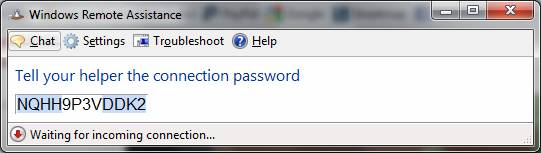 Windows Remote Assistance
Chat Settings Troubleshoot Help
Tell your helper the connection password
NQHH9P3VDDK2
Waiting for incoming connection...